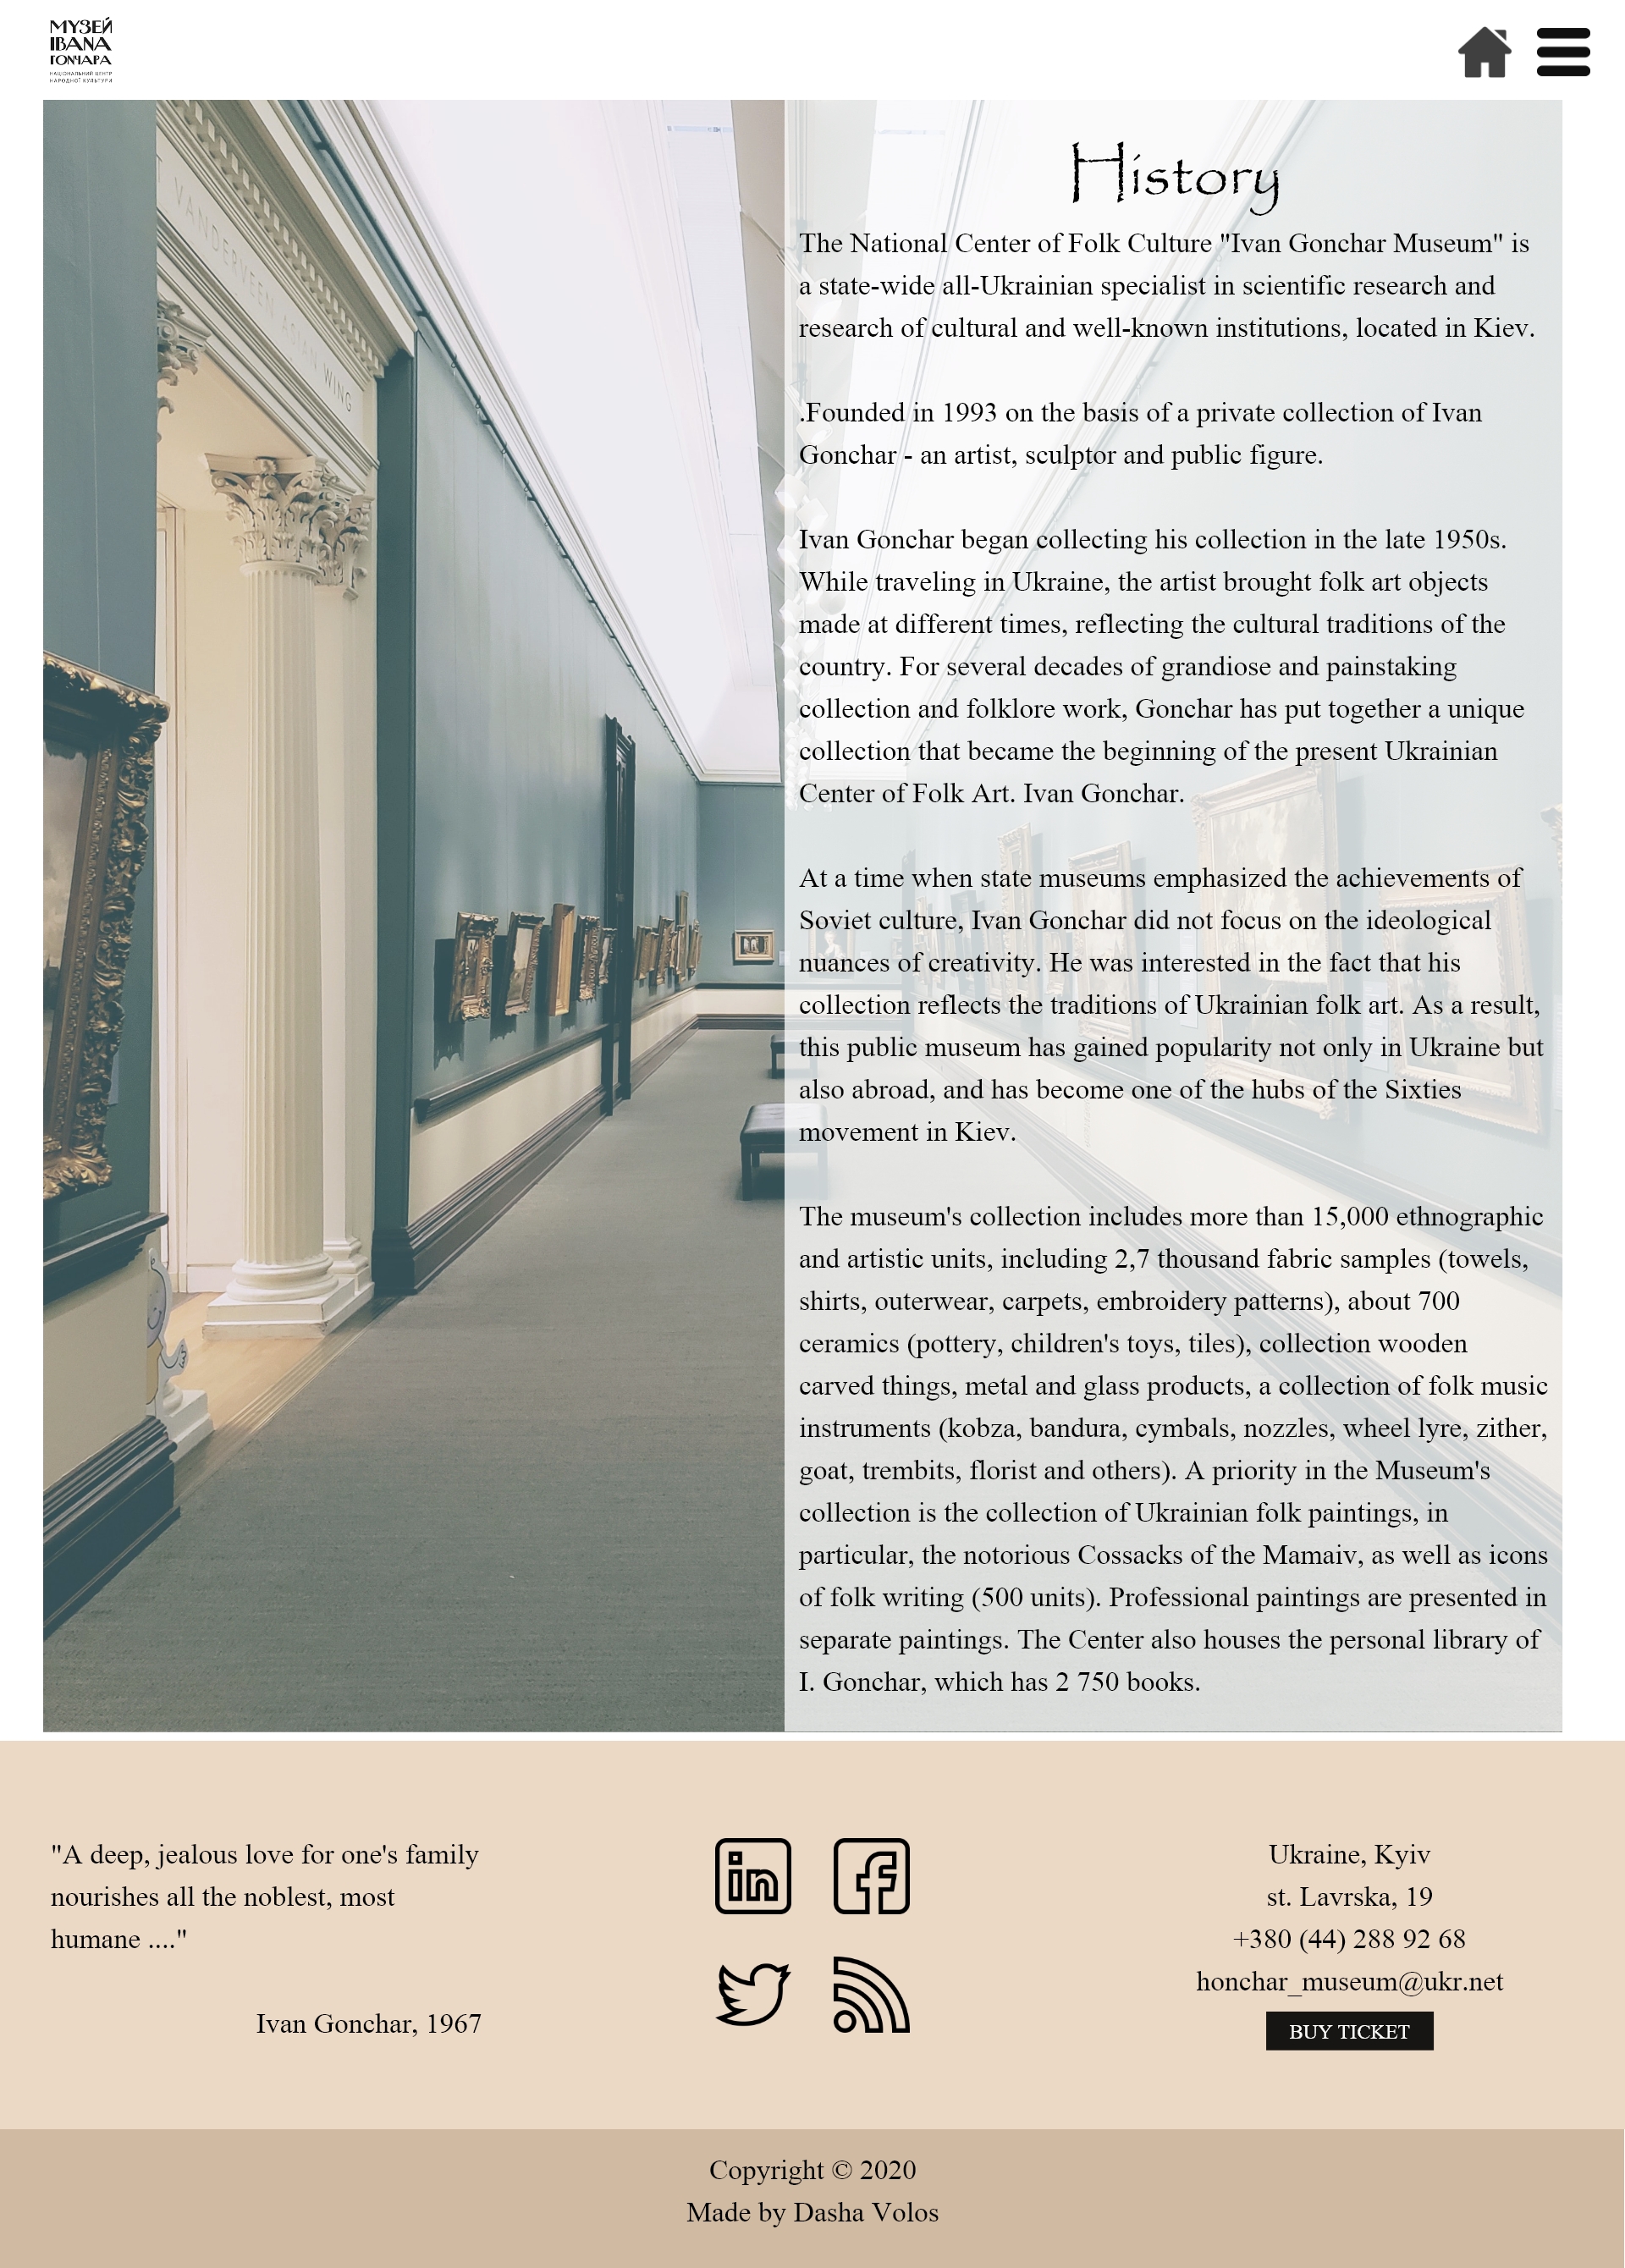 МУЗЕЙ
ІВАНА
ГОНЧАРА
НАЦІОНАЛЬНИЙ ЦЕНТР
НАРОДНОЇ КУЛЬТУРИ
VANDERVEEN ASIAN WING
History
The National Center of Folk Culture "Ivan Gonchar Museum" is
a state-wide all-Ukrainian specialist in scientific research and
research of cultural and well-known institutions, located in Kiev.
.Founded in 1993 on the basis of a private collection of Ivan
Gonchar - an artist, sculptor and public figure.
Ivan Gonchar began collecting his collection in the late 1950s.
While traveling in Ukraine, the artist brought folk art objects
made at different times, reflecting the cultural traditions of the
country. For several decades of grandiose and painstaking
collection and folklore work, Gonchar has put together a unique
collection that became the beginning of the present Ukrainian
Center of Folk Art. Ivan Gonchar.
At a time when state museums emphasized the achievements of
Soviet culture, Ivan Gonchar did not focus on the ideological
nuances of creativity. He was interested in the fact that his
collection reflects the traditions of Ukrainian folk art. As a result,
this public museum has gained popularity not only in Ukraine but
also abroad, and has become one of the hubs of the Sixties
movement in Kiev.
The museum's collection includes more than 15,000 ethnographic
and artistic units, including 2,7 thousand fabric samples (towels,
shirts, outerwear, carpets, embroidery patterns), about 700
ceramics (pottery, children's toys, tiles), collection wooden
carved things, metal and glass products, a collection of folk music
instruments (kobza, bandura, cymbals, nozzles, wheel lyre, zither,
goat, trembits, florist and others). A priority in the Museum's
collection is the collection of Ukrainian folk paintings, in
particular, the notorious Cossacks of the Mamaiv, as well as icons
of folk writing (500 units). Professional paintings are presented in
separate paintings. The Center also houses the personal library of
I. Gonchar, which has 2 750 books.
"A deep, jealous love for one's family
nourishes all the noblest, most
humane ...."
Ivan Gonchar, 1967
in
f
Ukraine, Kyiv
st. Lavrska, 19
+380 (44) 288 92 68
honchar_museum@ukr.net
BUY TICKET
Copyright © 2020
Made by Dasha Volos